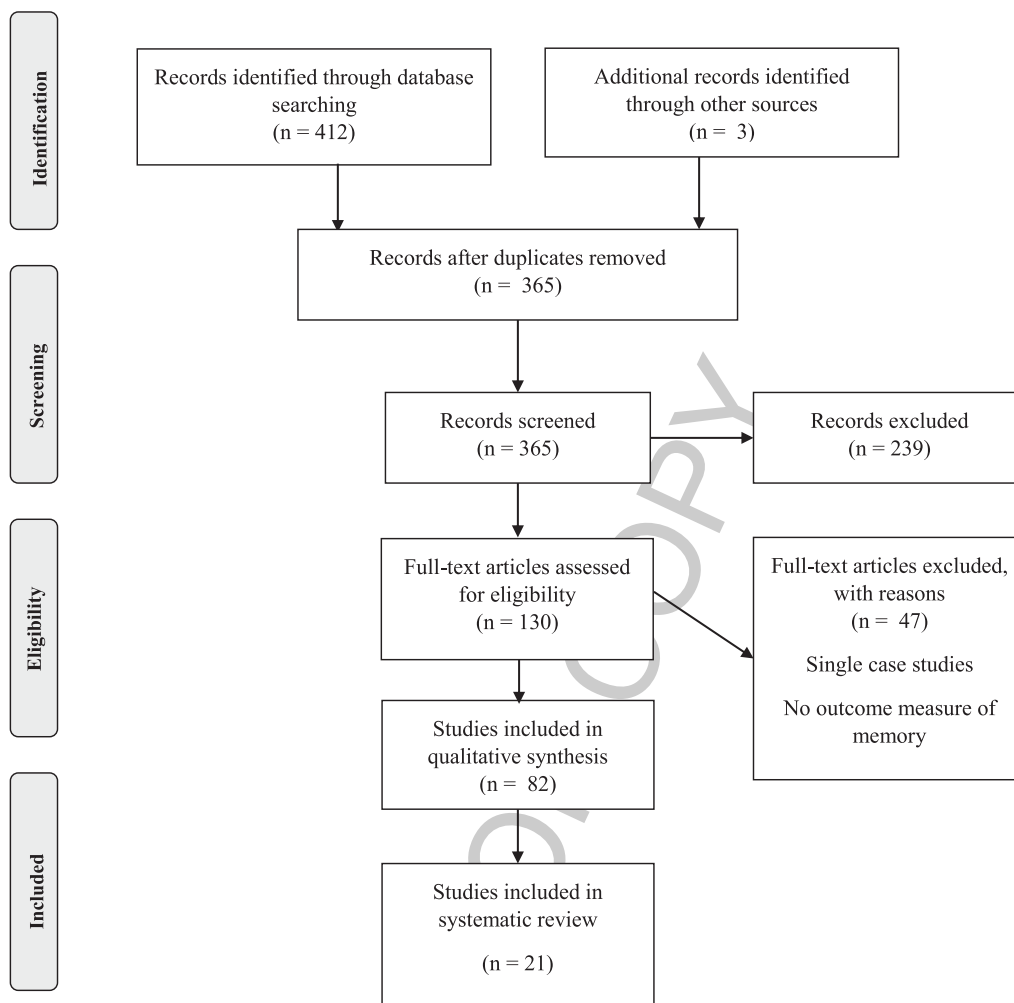 Identification
Records identified through database
searching
(n = 412)
Additional records identified
through other sources
(n = 3)
Records after duplicates removed
(n = 365)
Screening
Records screened
(n = 365)
Records excluded
(n = 239)
Eligibility
Full-text articles assessed
for eligibility
(n = 130)
Full-text articles excluded,
with reasons
(n = 47)
Single case studies
No outcome measure of
memory
Studies included in
qualitative synthesis
(n = 82)
Included
Studies included in
systematic review
(n = 21)
COPY